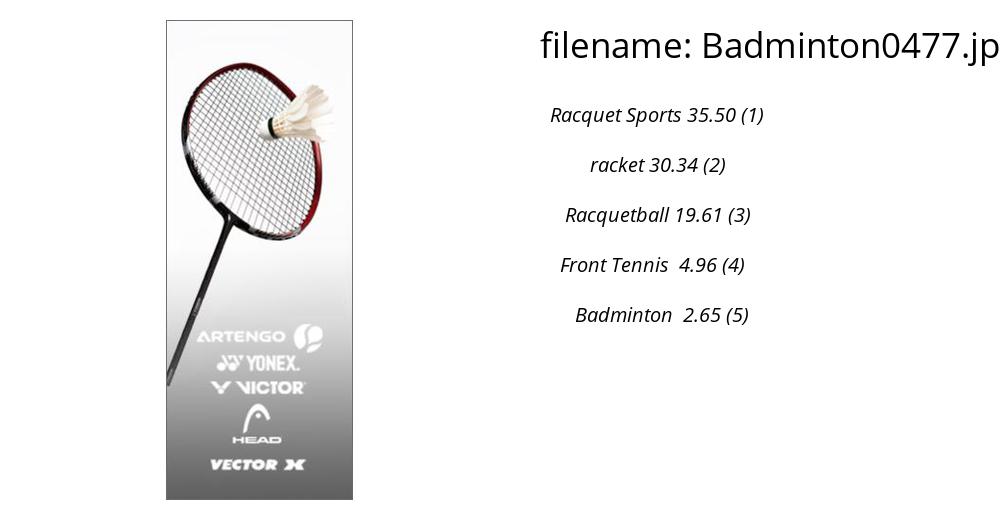 filename: Badminton0477.jp
Racquet Sports 35.50 (1)
racket 30.34 (2)
Racquetball 19.61 (3)
Front Tennis 4.96 (4)
Badminton 2.65 (5)
ARTENGO
YONEX.
VICTOR
HEAD
VECTOR X